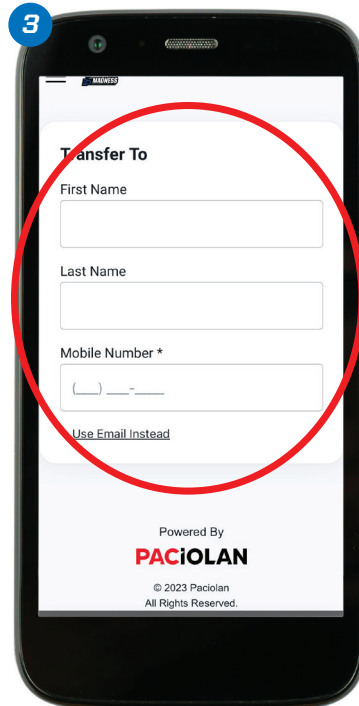 3
MADNESS
Transfer To
First Name
Last Name
Mobile Number *
(___) ___-____
Use Email Instead
Powered By
PACiOLAN
© 2023 Paciolan
All Rights Reserved.